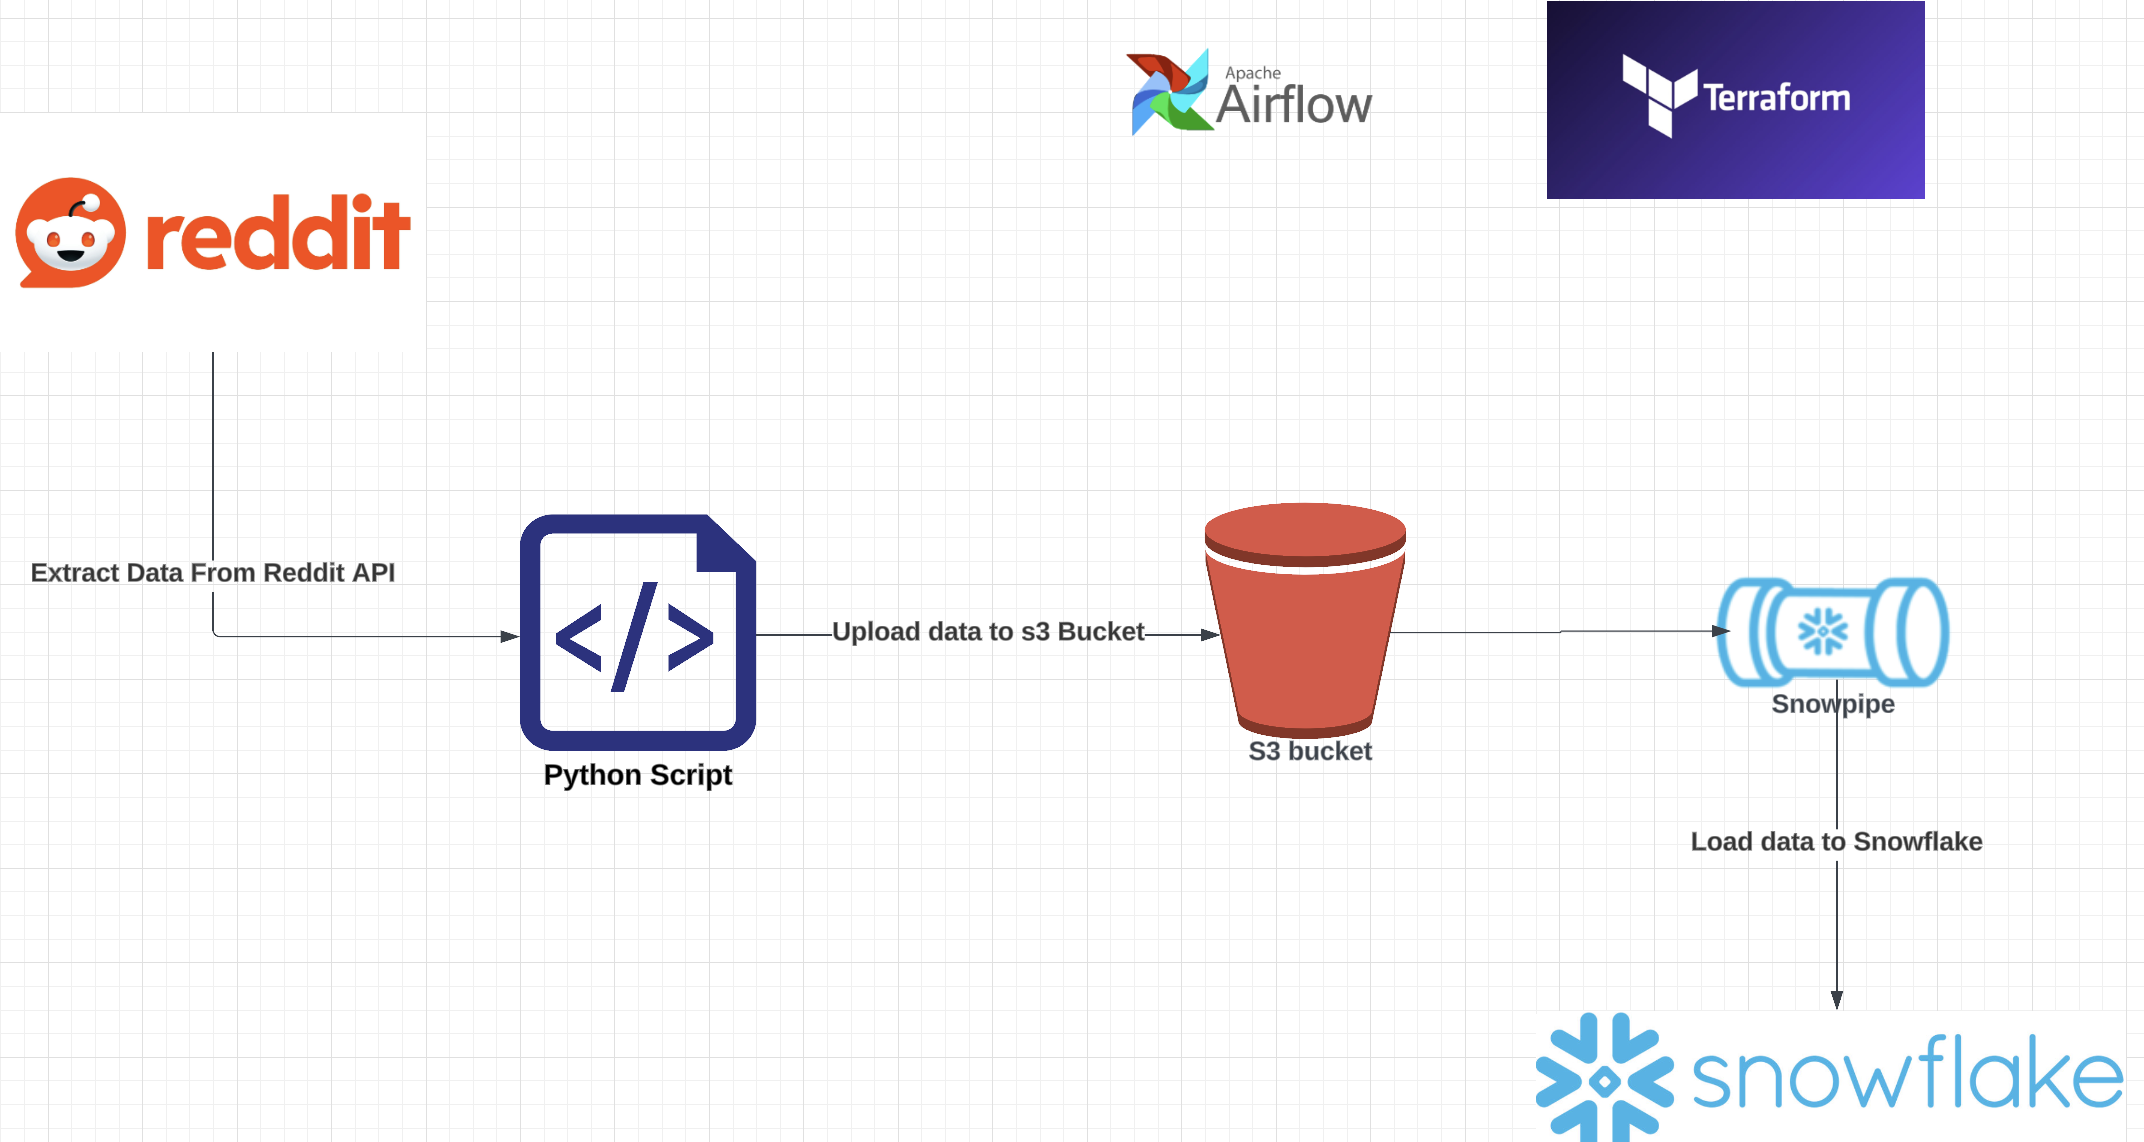 Apache
Airflow
Terraform
reddit
Extract Data From Reddit API
</>
Upload data to s3 Bucket
Python Script
S3 bucket
Snowpipe
Load data to Snowflake
snowflake